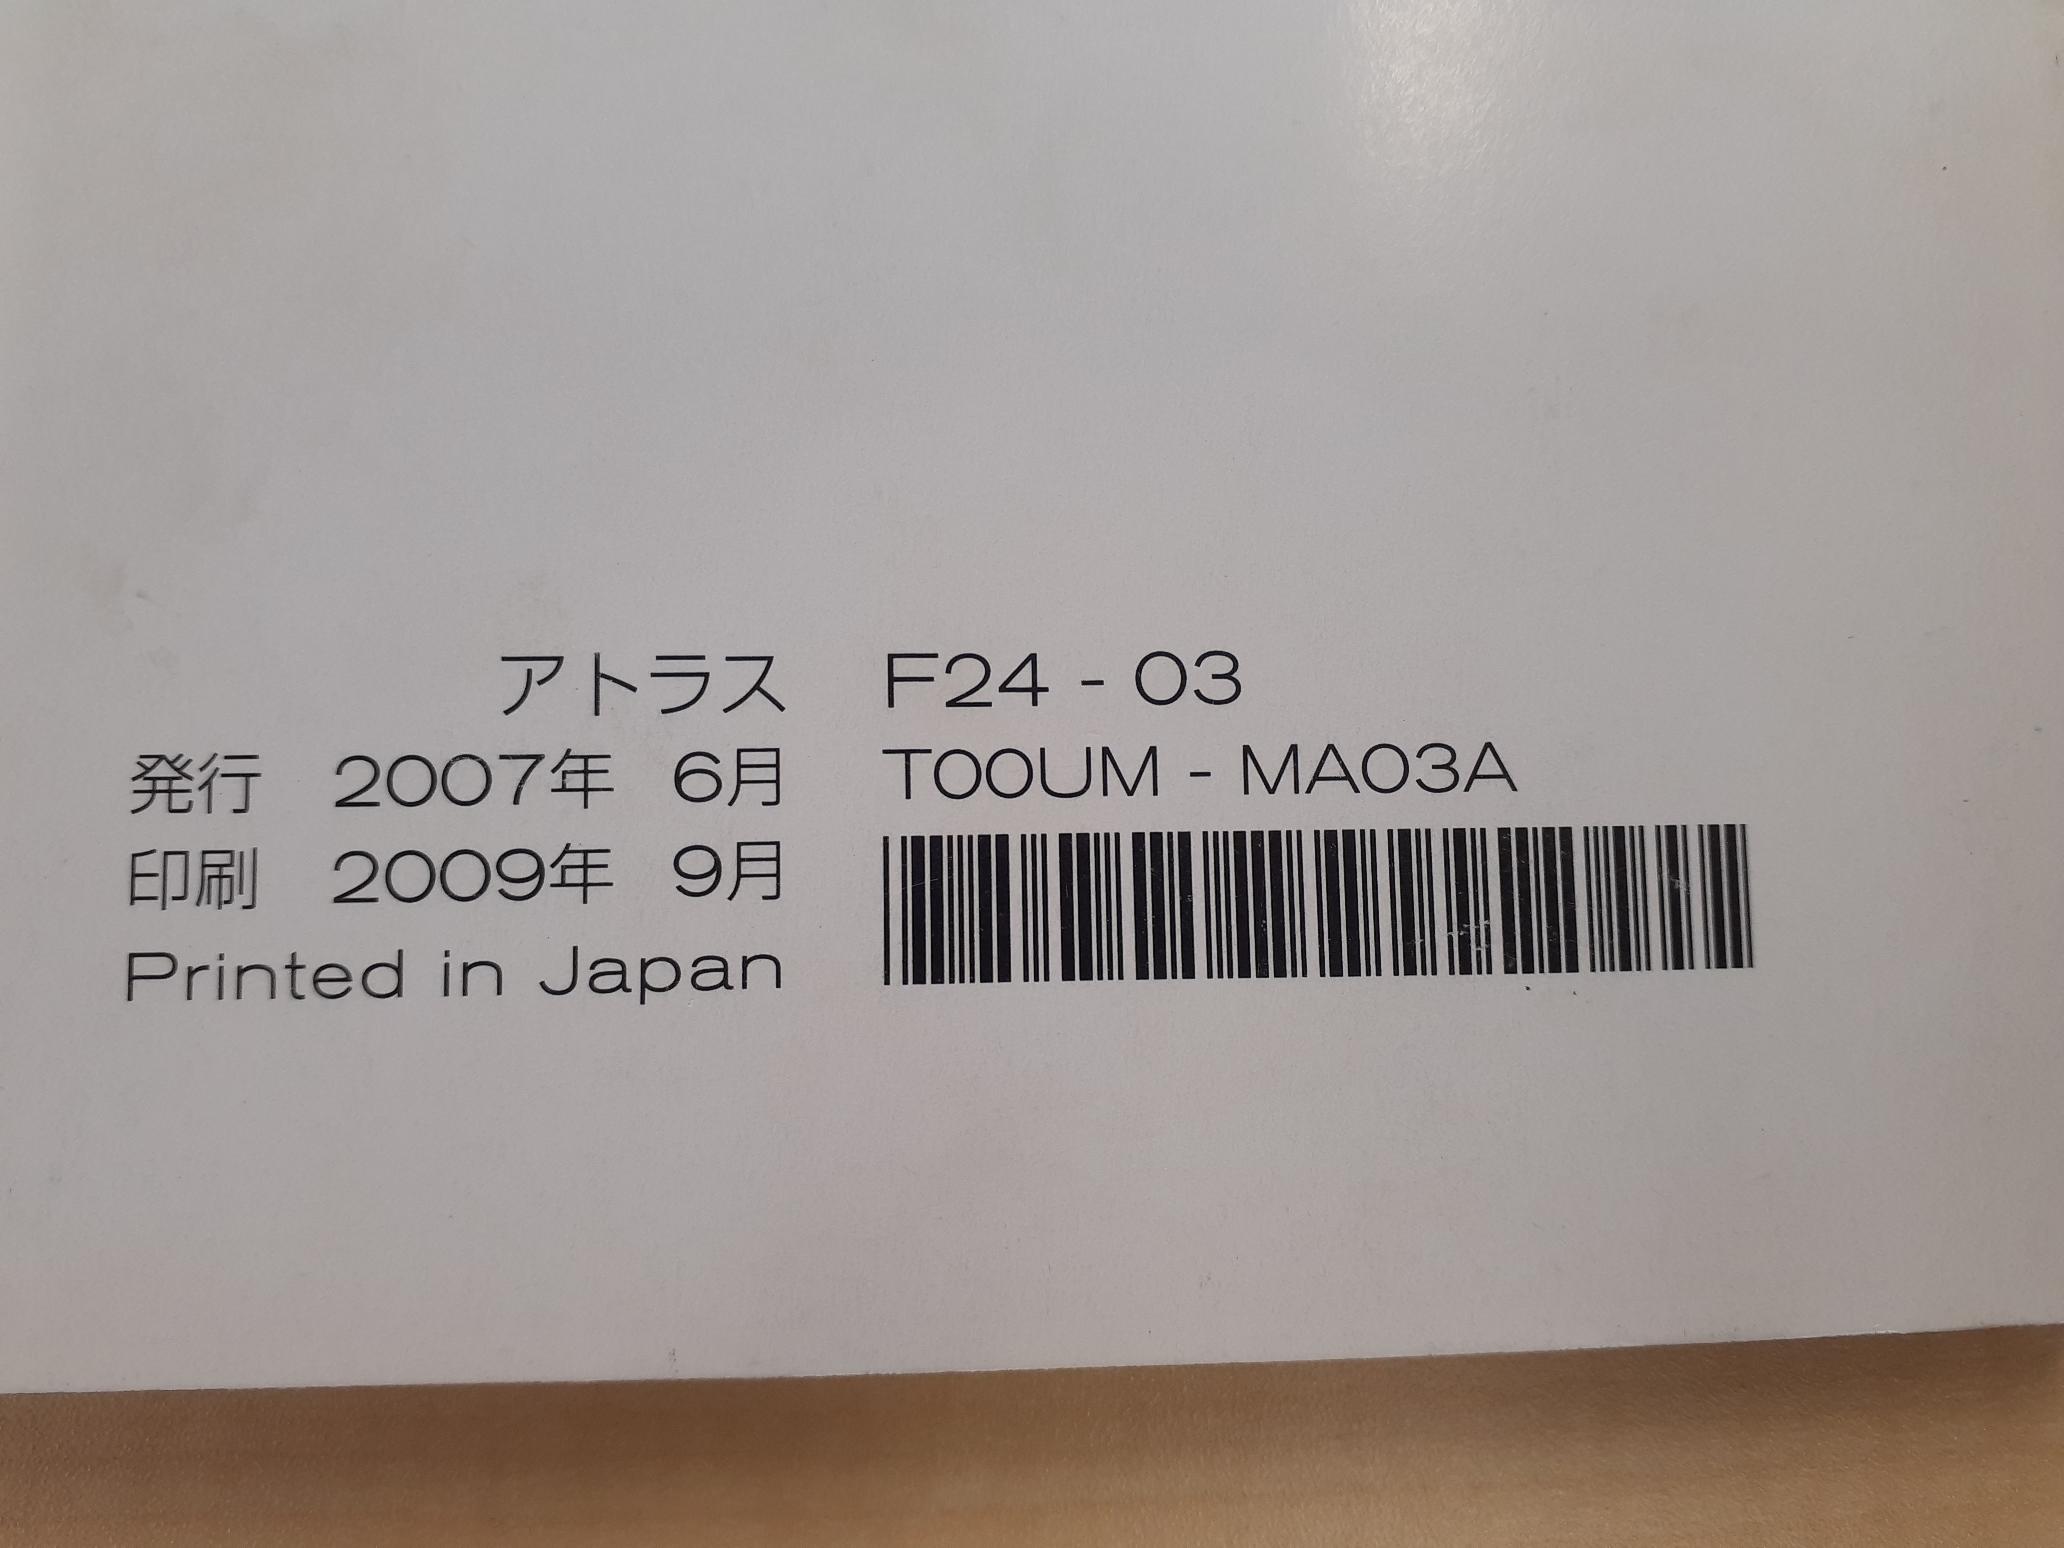 アトラス F24 - 03
発行 2007年 6月 T00UM - MA03A
印刷 2009年 9月
Printed in Japan